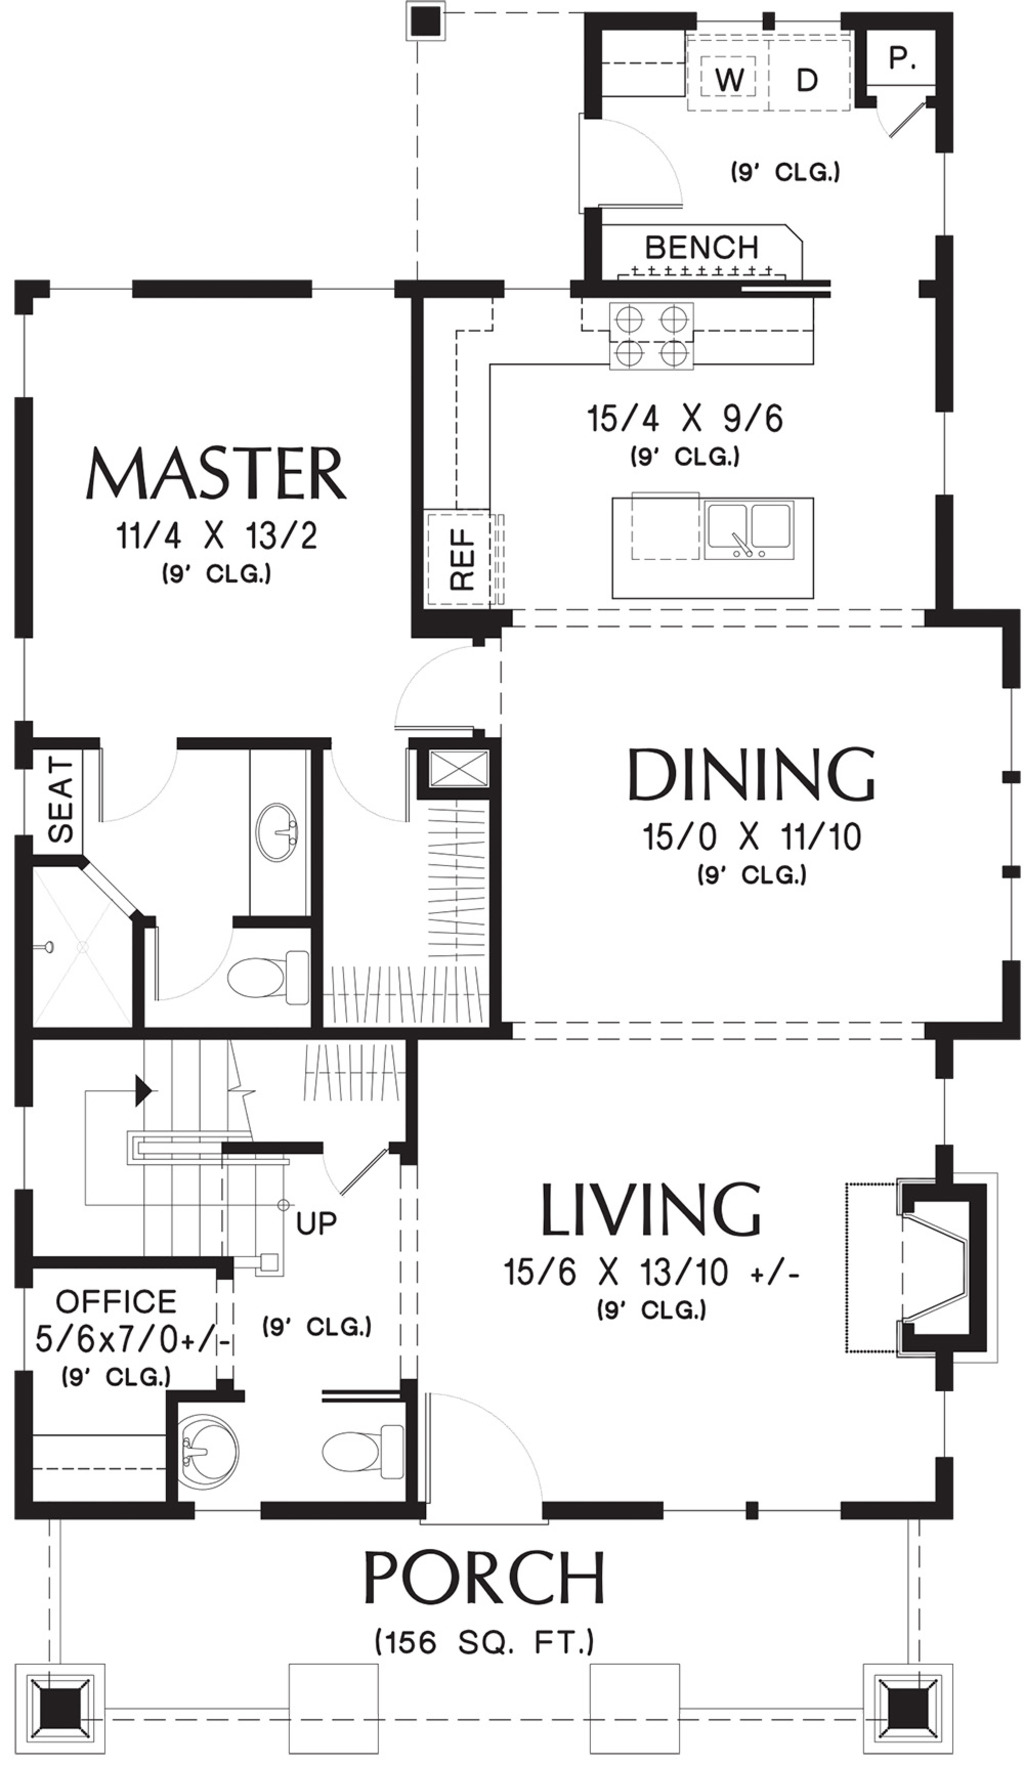 W
D
P.
(9' CLG.)
BENCH
15/4 X 9/6
(9' CLG.)
REF
MASTER
11/4 X 13/2
(9' CLG.)
DINING
15/0 X 11/10
(9' CLG.)
SEAT
UP
LIVING
15/6 X 13/10 +/-
(9' CLG.)
OFFICE
5/6x7/0+/-
(9' CLG.)
(9' CLG.)
PORCH
(156 SQ. FT.)